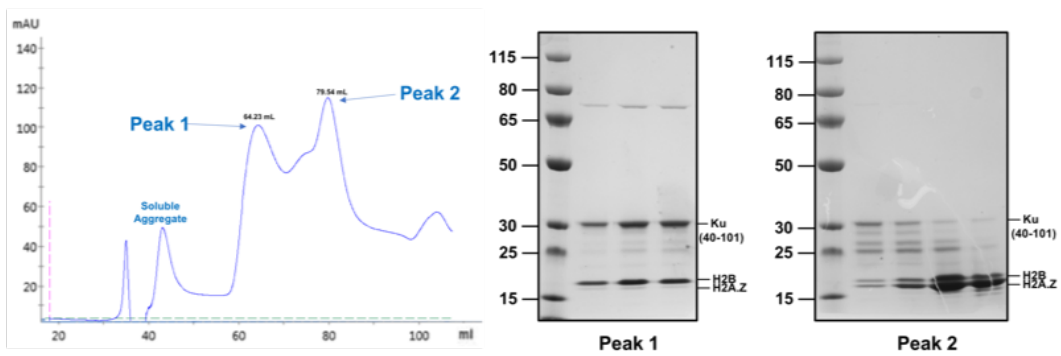 mAU
140
120
100
80
60
40
20
0
20
40
60
80
100
ml
64.23 mL
79.54 mL
Peak 1
Peak 2
Soluble
Aggregate
115
80
65
50
30
25
15
Ku
(40-101)
H2B
H2A.Z
Peak 1
115
80
65
50
30
25
15
Ku
(40-101)
H2B
H2A.Z
Peak 2